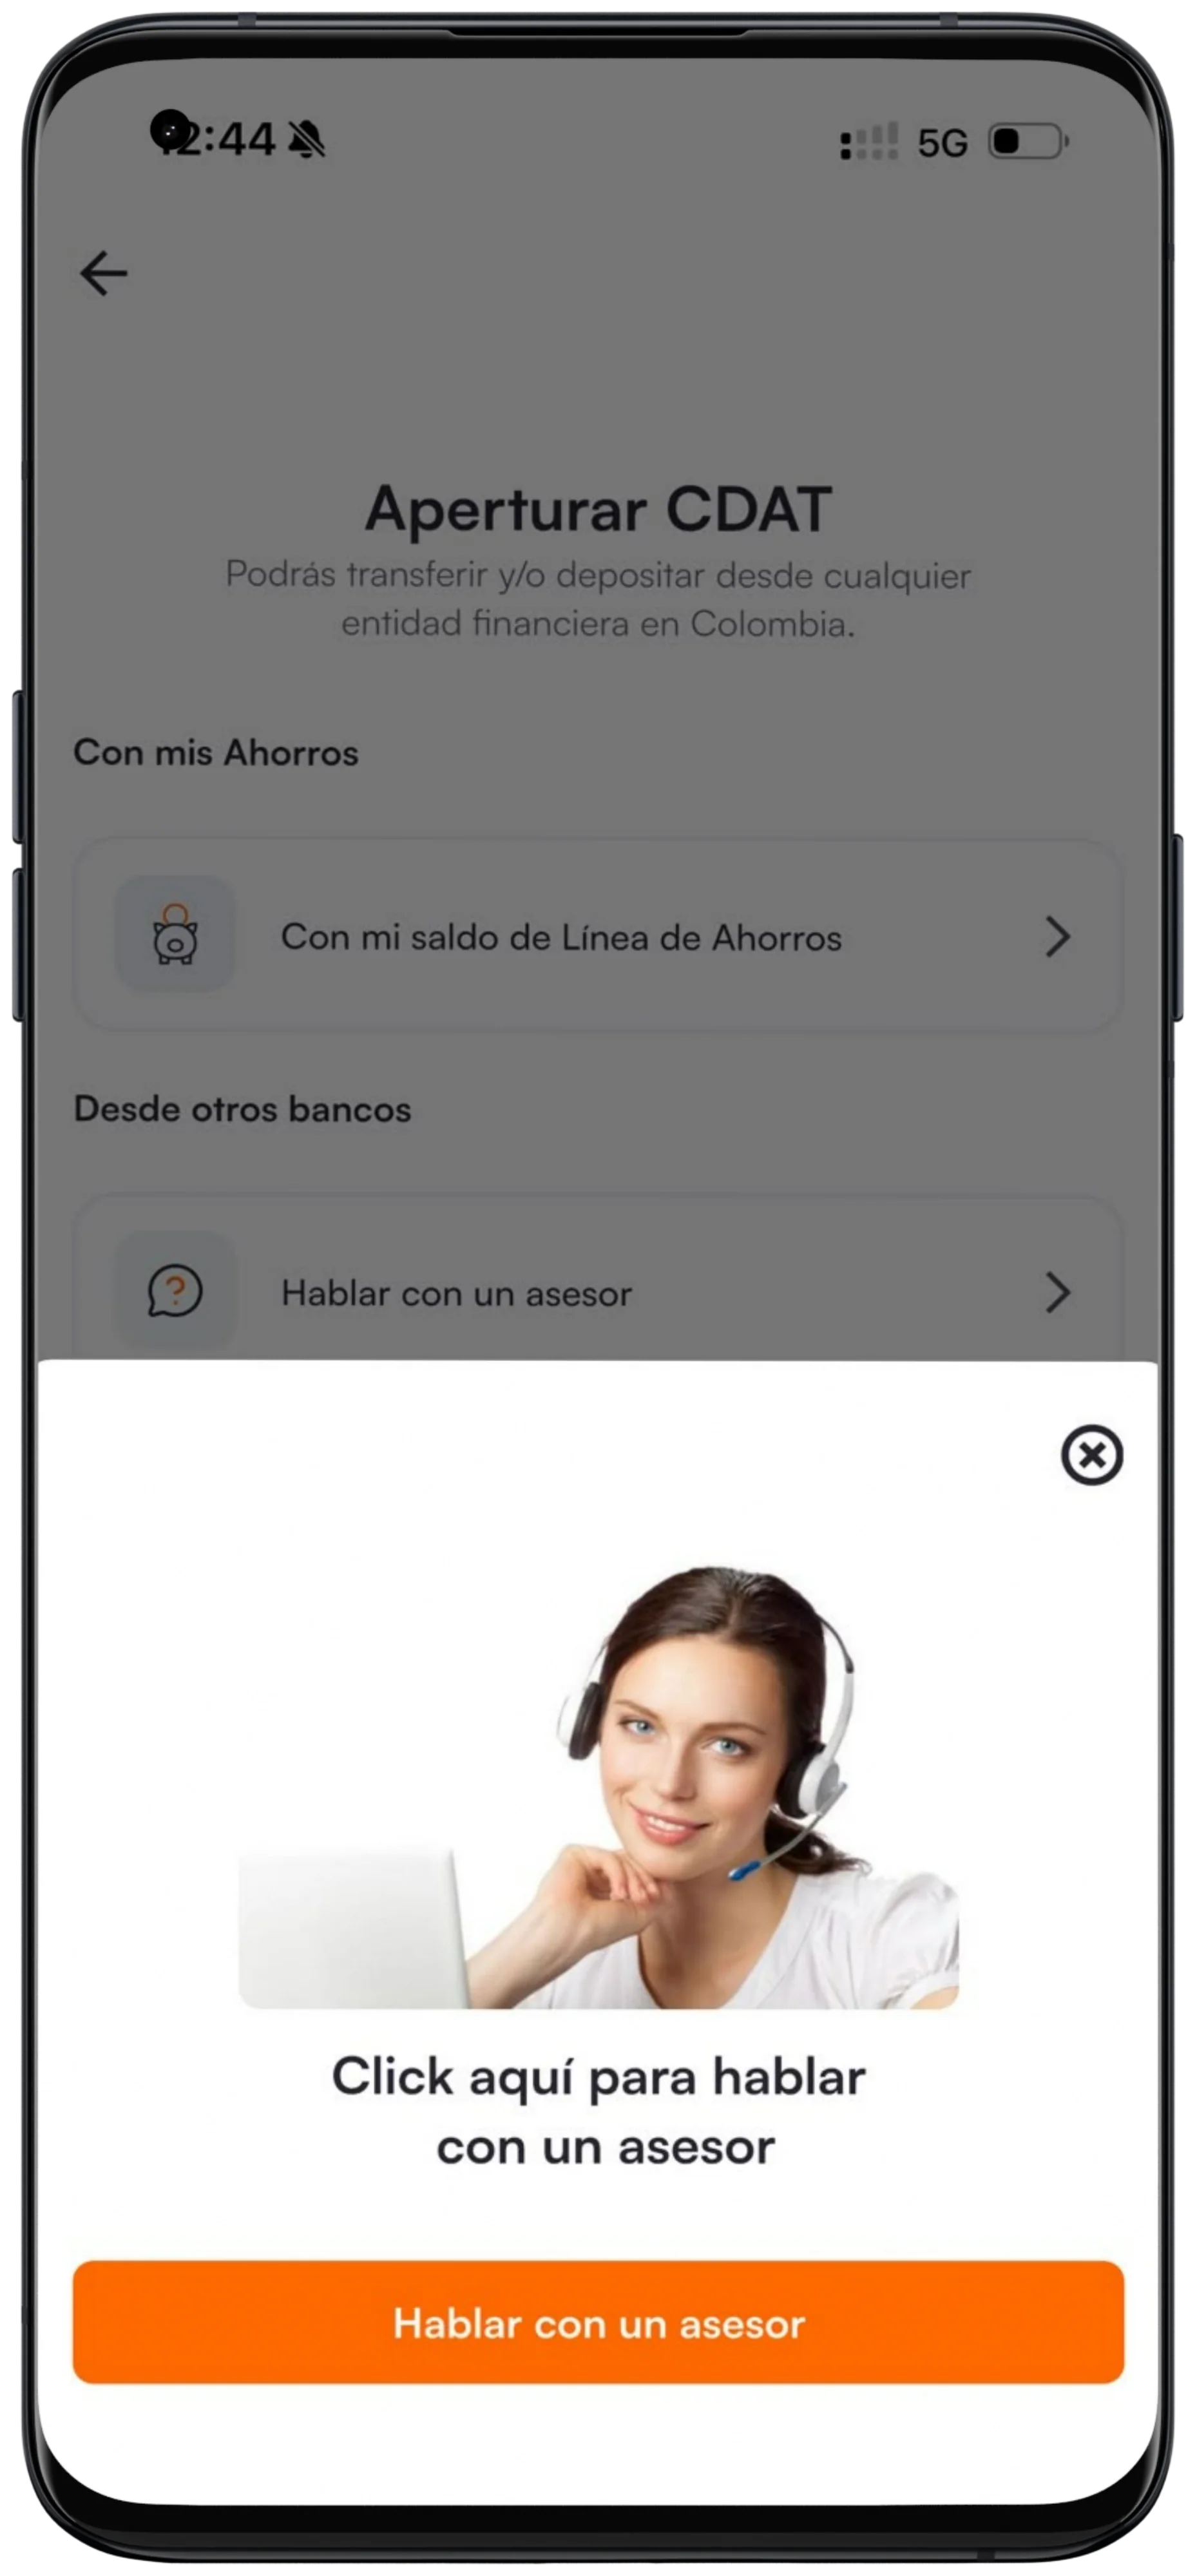 12:44 5G
Aperturar CDAT
Podrás transferir y/o depositar desde cualquier
entidad financiera en Colombia.
Con mis Ahorros
Con mi saldo de Línea de Ahorros
Desde otros bancos
Hablar con un asesor
Click aquí para hablar
con un asesor
Hablar con un asesor